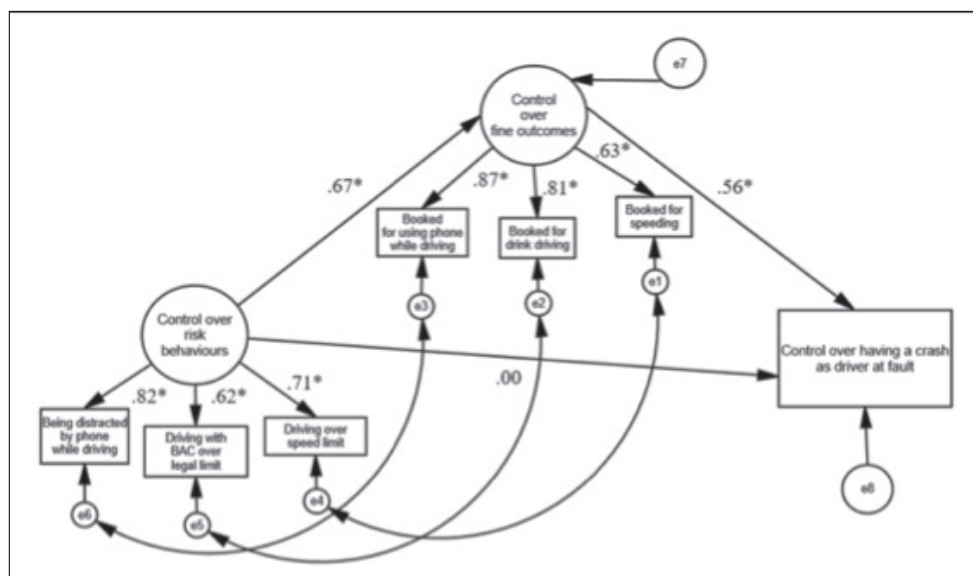 e7
Control
over
fine outcomes
.67*
.87*
.81*
.63*
.56*
Booked
for using phone
while driving
Booked for
drink driving
Booked for
speeding
e3
e2
e1
Control over
risk
behaviours
Control over having a crash
as driver at fault
.00
.82*
.62*
.71*
Being distracted
by phone
while driving
Driving with
BAC over
legal limit
Driving over
speed limit
e6
e5
e4
e8